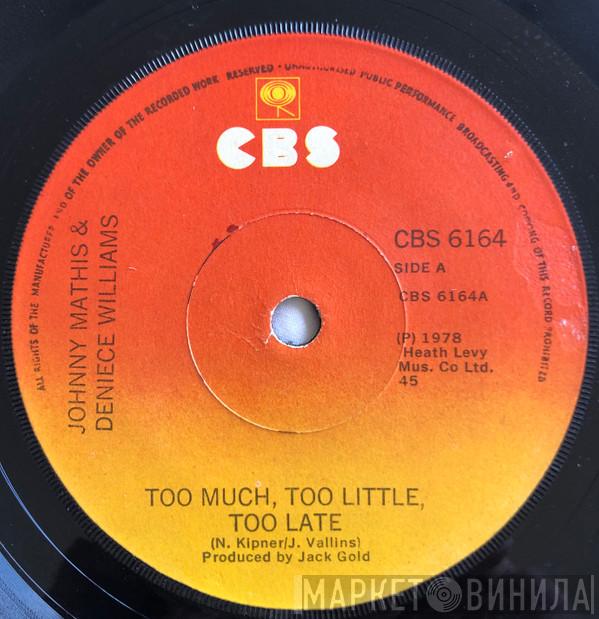 ALL RIGHTS OF THE MANUFACTURER AND OF THE OWNER OF THE RECORDED WORK RESERVED · UNAUTHORISED PUBLIC PERFORMANCE BROADCASTING AND COPYING OF THIS RECORD PROHIBITED
CBS
JOHNNY MATHIS &
DENIECE WILLIAMS
CBS 6164
SIDE A
CBS 6164A
(P) 1978
Heath Levy
Mus. Co Ltd.
45
TOO MUCH, TOO LITTLE,
TOO LATE
(N. Kipner/J. Vallins)
Produced by Jack Gold
МАРКЕТ ВИНИЛА